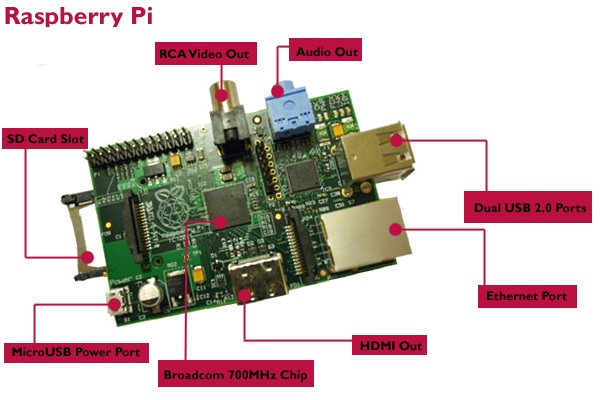 Raspberry Pi
RCA Video Out
Audio Out
SD Card Slot
Dual USB 2.0 Ports
Ethernet Port
MicroUSB Power Port
HDMI Out
Broadcom 700MHz Chip
Power